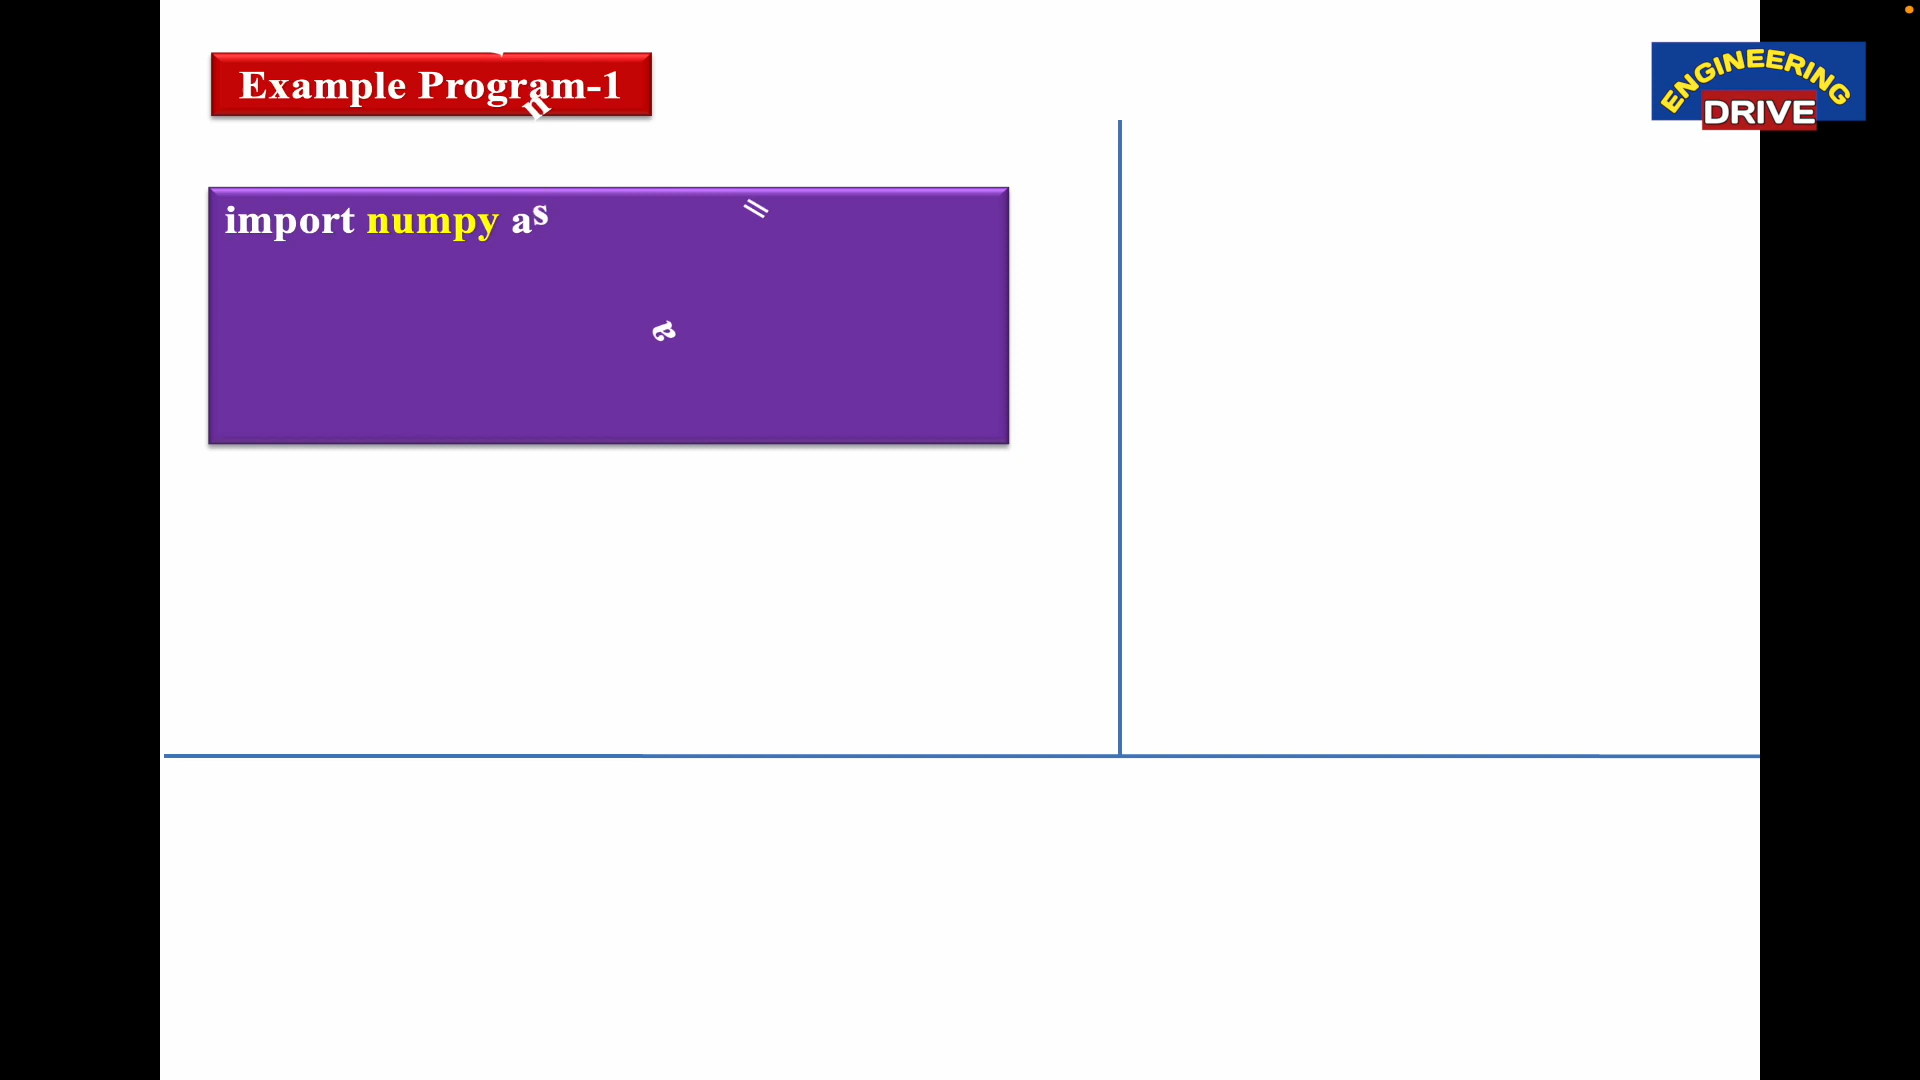 Example Program-1
ENGINEERING
DRIVE
import numpy as
n
=
a